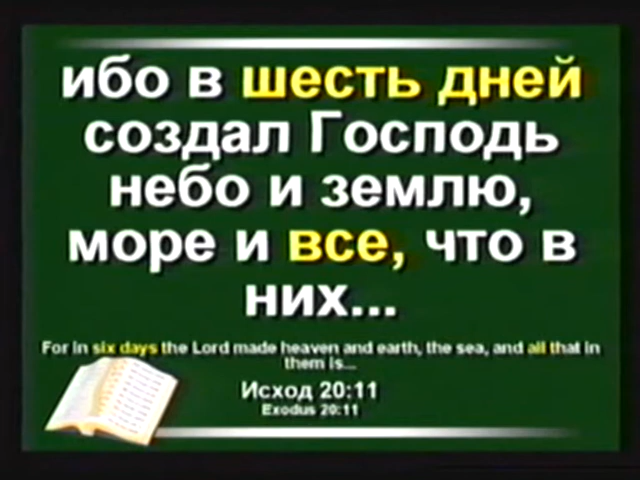 ибо в шесть дней
создал Господь
небо и землю,
море и все, что в
них...
For in six days the Lord made heaven and earth, the sea, and all that in
them is...
Исход 20:11
Exodus 20:11